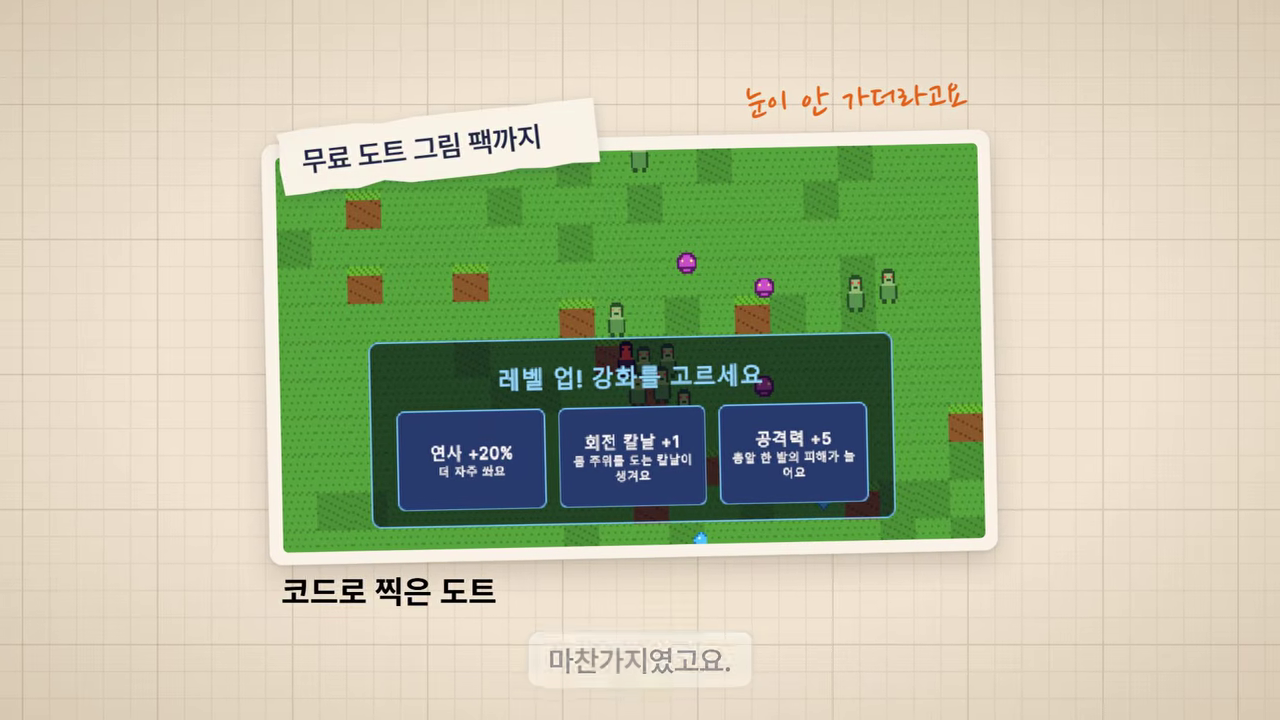 눈이 안 가더라고요
무료 도트 그림 팩까지
레벨 업! 강화를 고르세요
연사 +20%
더 자주 쏴요
회전 칼날 +1
몸 주위를 도는 칼날이
생겨요
공격력 +5
총알 한 발의 피해가 늘
어요
코드로 찍은 도트
마찬가지였고요.